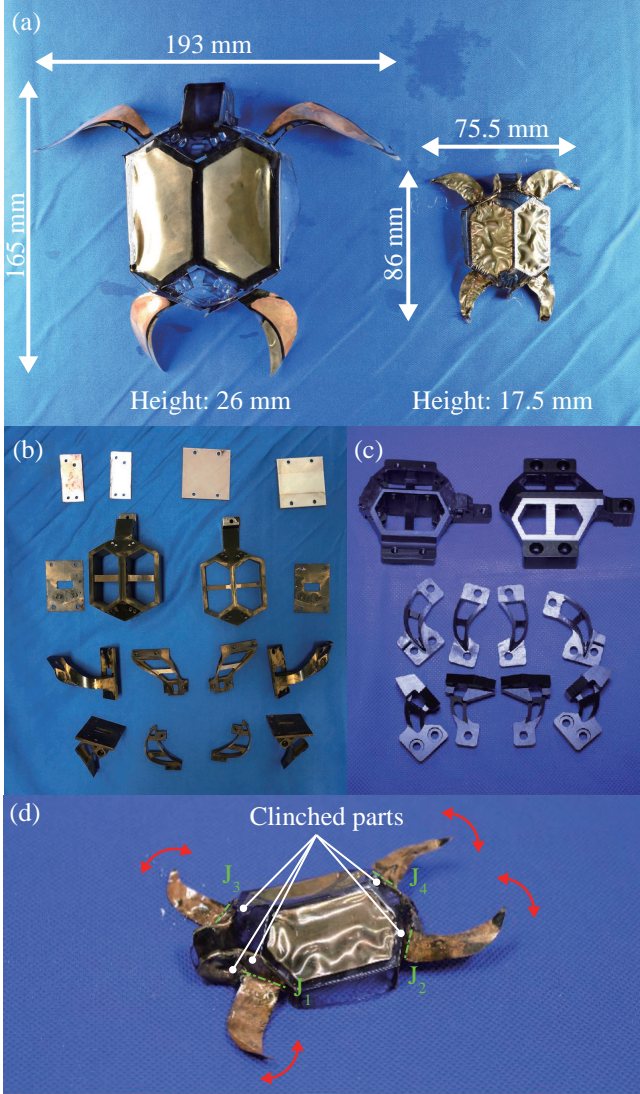 (a)
193 mm
75.5 mm
165 mm
86 mm
Height: 26 mm
Height: 17.5 mm
(b)
(c)
(d)
Clinched parts
J3
J4
J1
J2